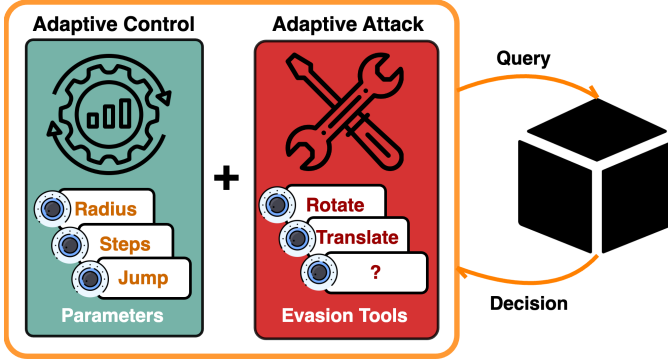 Adaptive Control
Adaptive Attack
+
Radius
Steps
Jump
Parameters
Rotate
Translate
?
Evasion Tools
Query
Decision